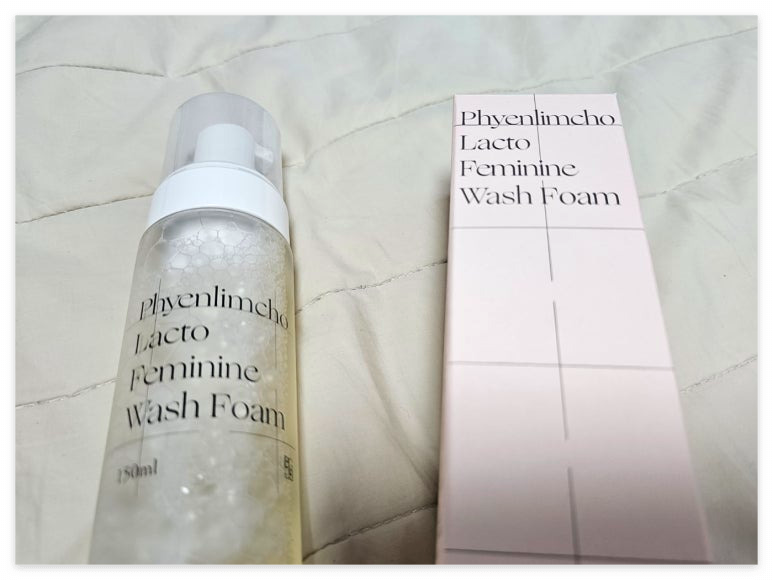 Phyenlimcho
Lacto
Feminine
Wash Foam
150ml
Phyenlimcho
Lacto
Feminine
Wash Foam